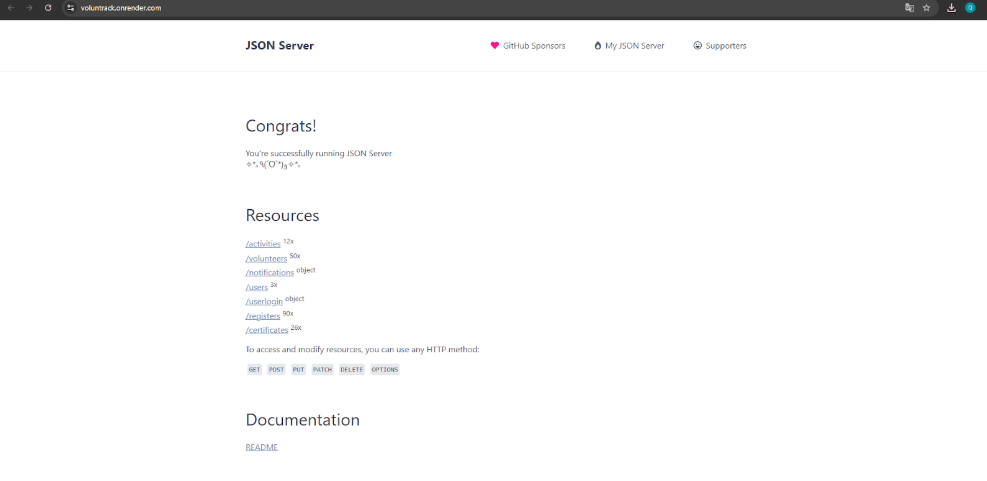 voluntrack.onrender.com
JSON Server
GitHub Sponsors
My JSON Server
Supporters
Congrats!
You're successfully running JSON Server
Resources
/activities 12x
/volunteers 50x
/notifications object
/users 3x
/userlogin object
/registers 90x
/certificates 26x
To access and modify resources, you can use any HTTP method:
GET POST PUT PATCH DELETE OPTIONS
Documentation
README